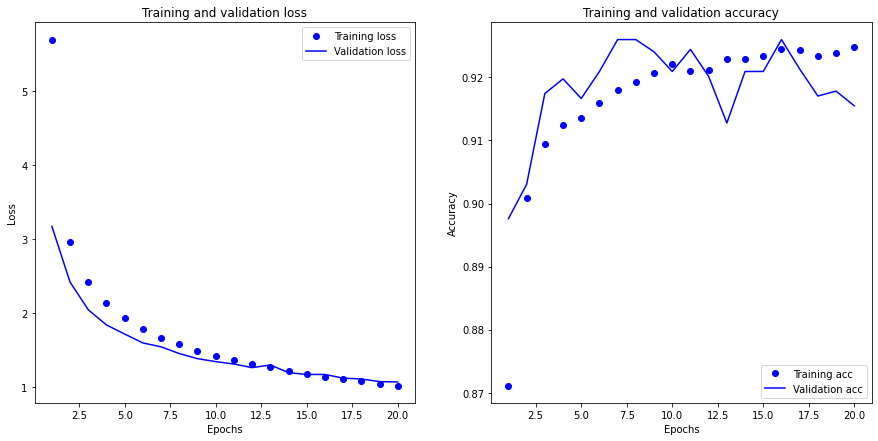 Training and validation loss
Training loss
Validation loss
Loss
5
4
3
2
1
2.5 5.0 7.5 10.0 12.5 15.0 17.5 20.0
Epochs
Training and validation accuracy
Accuracy
0.92
0.91
0.90
0.89
0.88
0.87
Training acc
Validation acc
2.5 5.0 7.5 10.0 12.5 15.0 17.5 20.0
Epochs